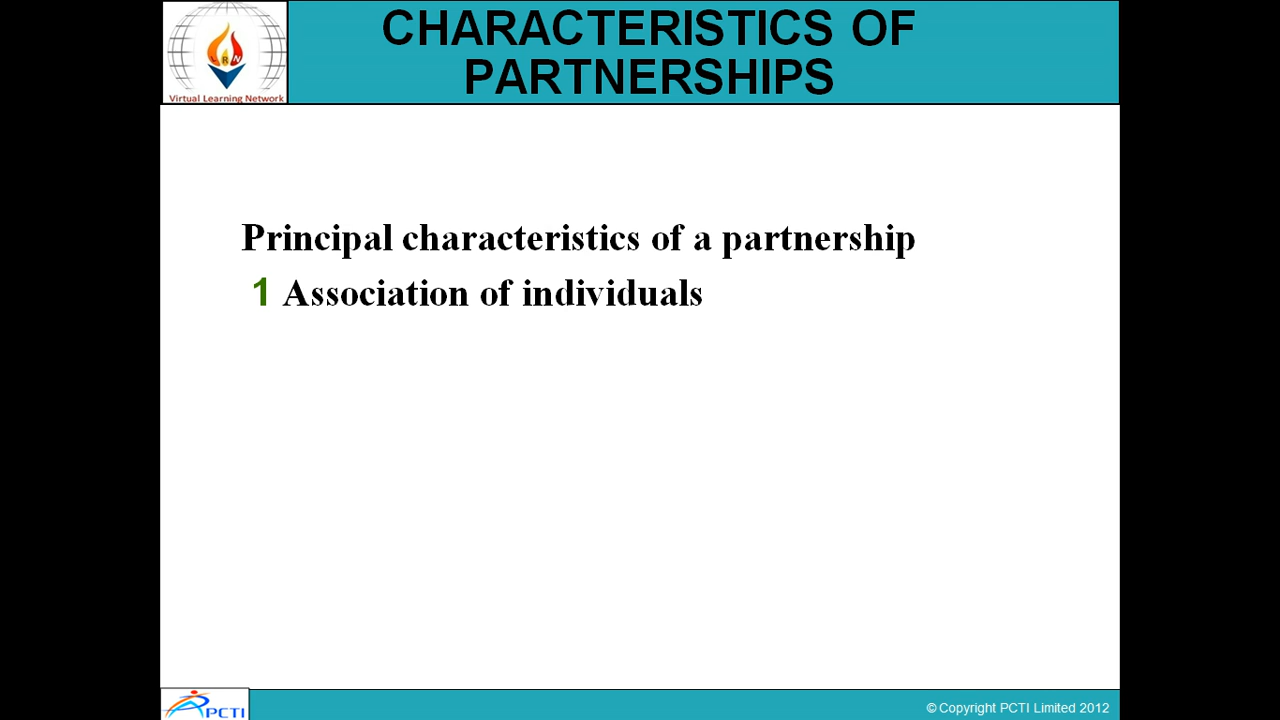 CHARACTERISTICS OF
PARTNERSHIPS
LRN
Virtual Learning Network
Principal characteristics of a partnership
1 Association of individuals
PCTI
© Copyright PCTI Limited 2012